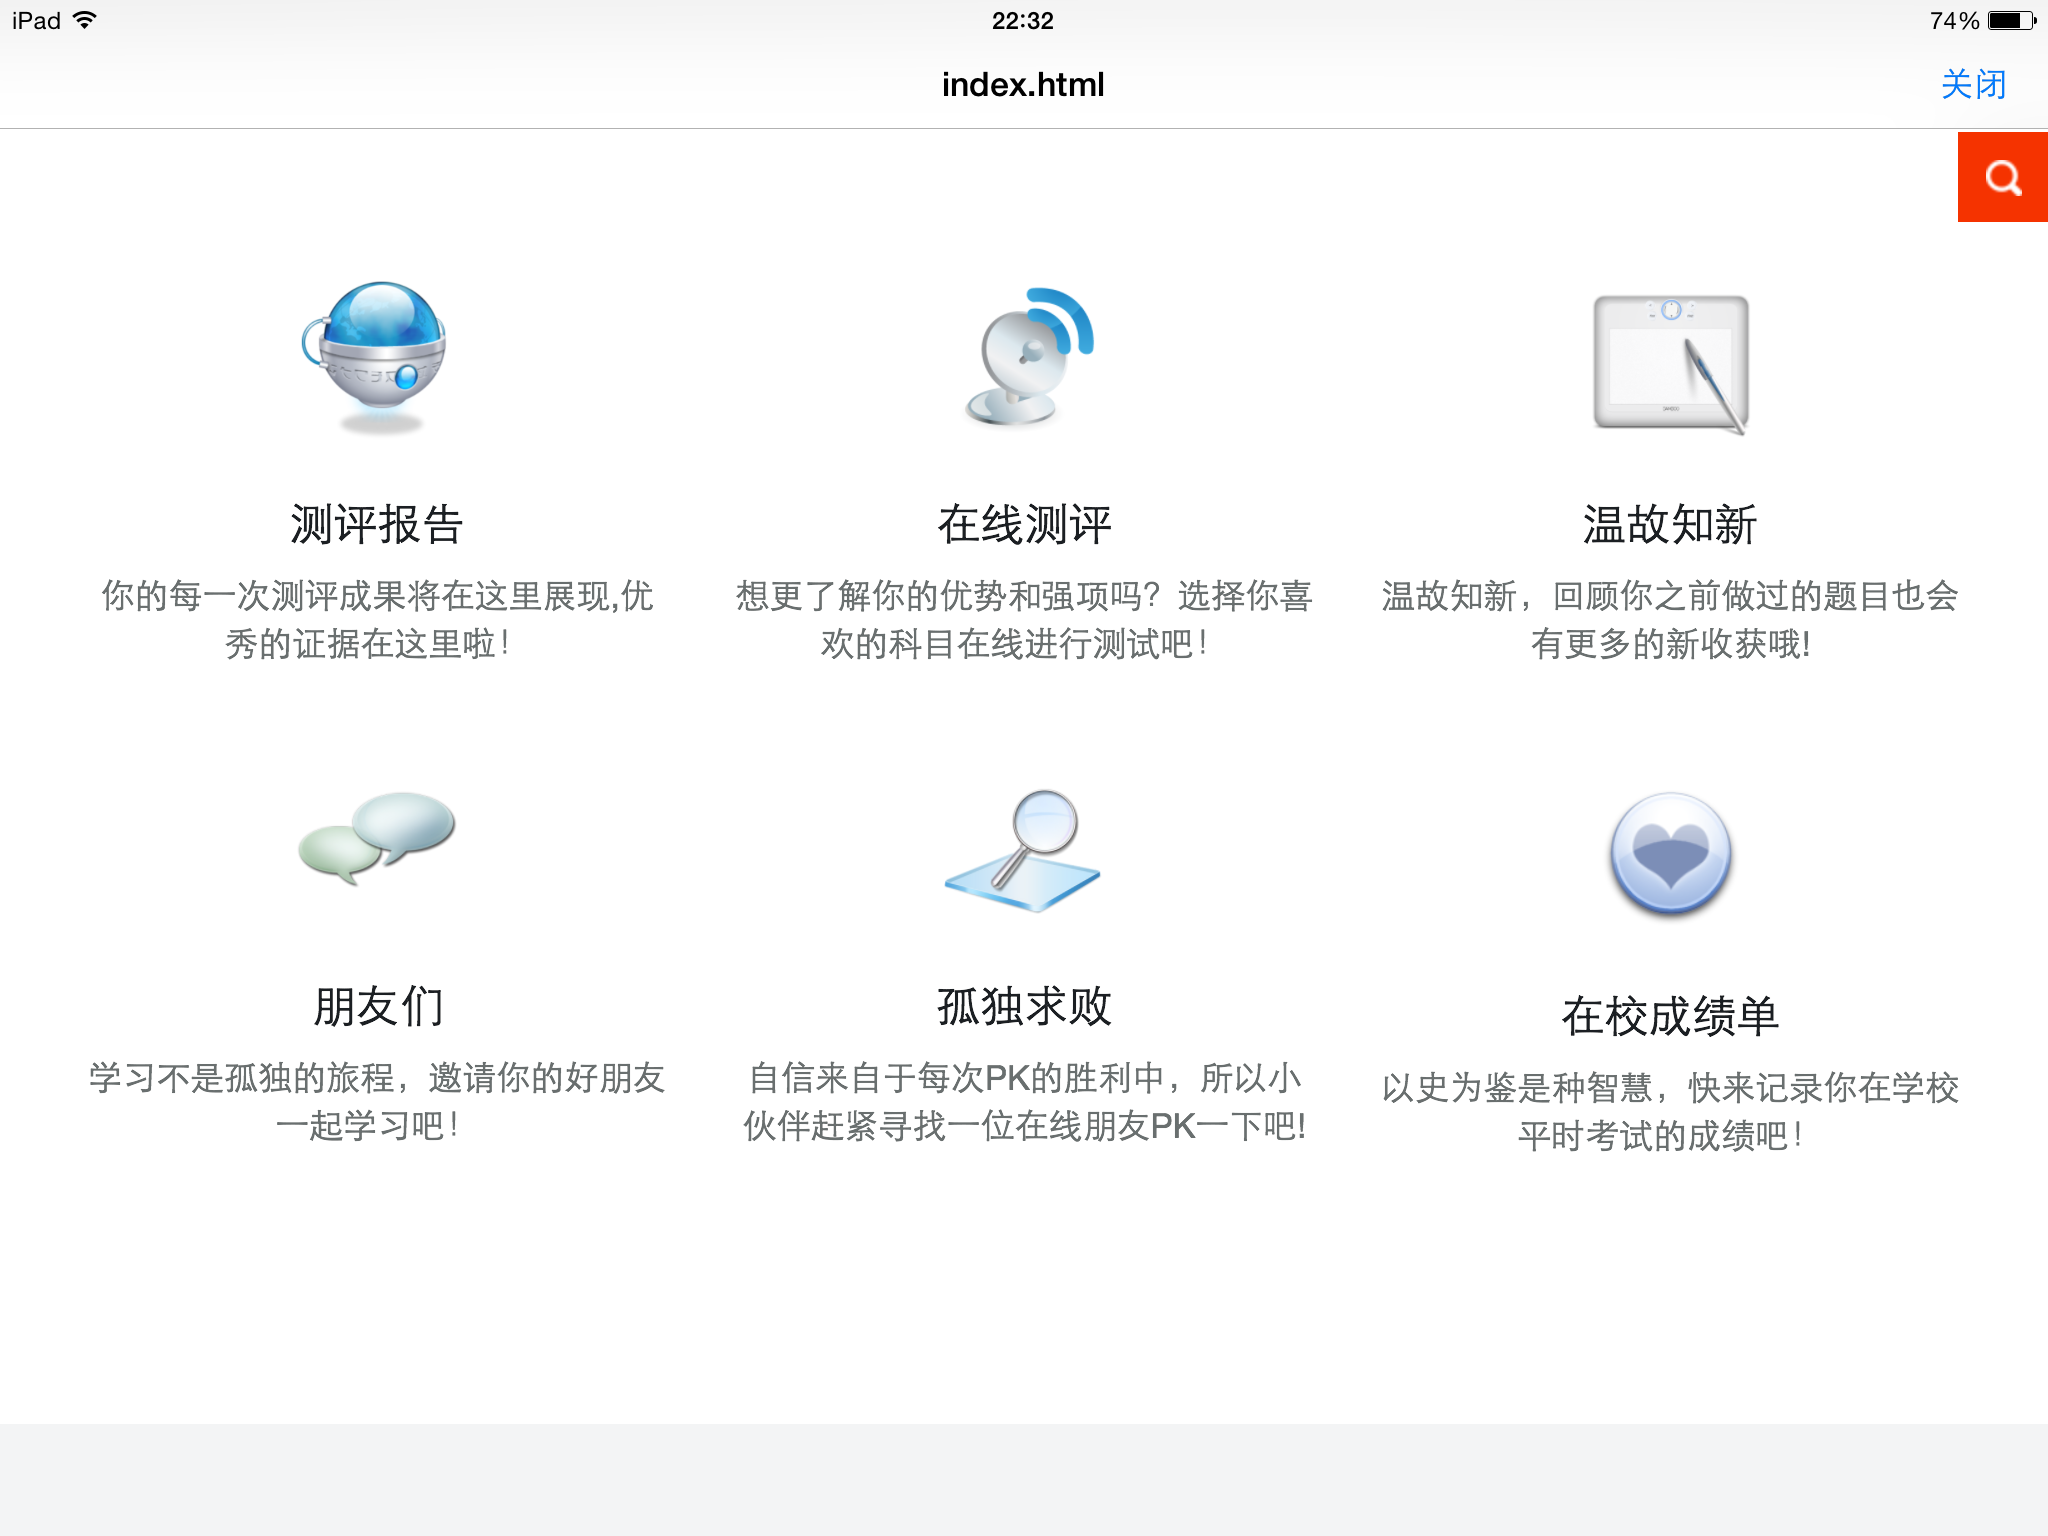 iPad 22:32 74%
index.html 关闭
测评报告
你的每一次测评成果将在这里展现,优
秀的证据在这里啦！
在线测评
想更了解你的优势和强项吗？选择你喜
欢的科目在线进行测试吧！
温故知新
温故知新，回顾你之前做过的题目也会
有更多的新收获哦!
朋友们
学习不是孤独的旅程，邀请你的好朋友
一起学习吧！
孤独求败
自信来自于每次PK的胜利中，所以小
伙伴赶紧寻找一位在线朋友PK一下吧!
在校成绩单
以史为鉴是种智慧，快来记录你在学校
平时考试的成绩吧！